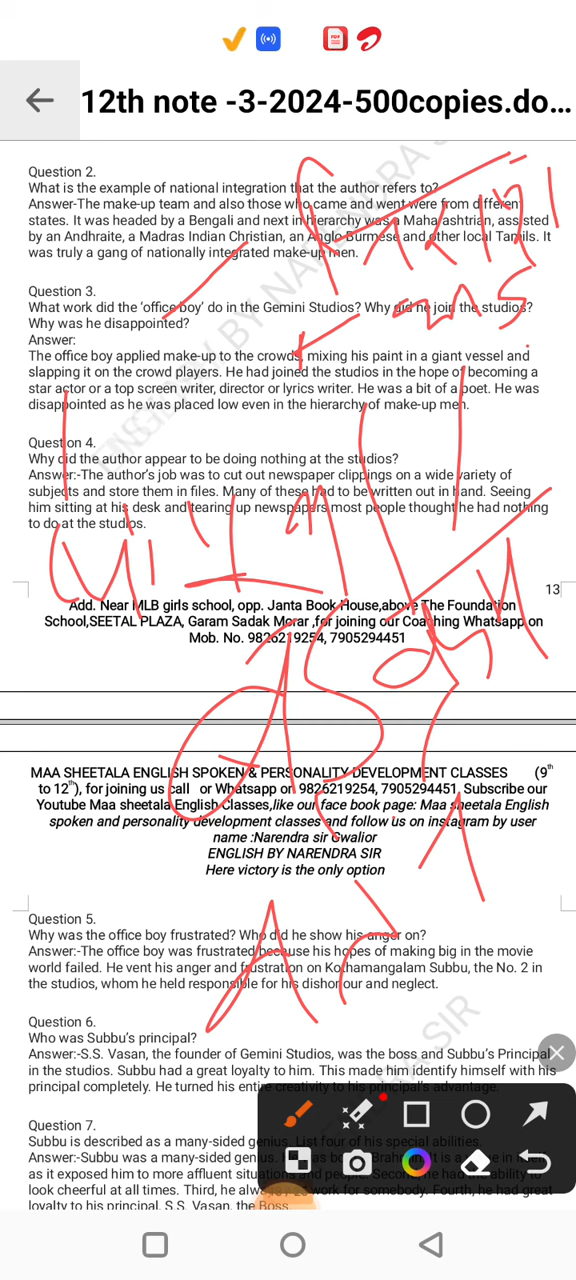 12th note -3-2024-500copies.do...
Question 2.
What is the example of national integration that the author refers to?
Answer-The make-up team and also those who came and went were from different
states. It was headed by a Bengali and next in hierarchy was a Maharashtrian, assisted
by an Andhraite, a Madras Indian Christian, an Anglo-Burmese and other local Tamils. It
was truly a gang of nationally integrated make-up men.
Question 3.
What work did the ‘office boy’ do in the Gemini Studios? Why did he join the studios?
Why was he disappointed?
Answer:
The office boy applied make-up to the crowds, mixing his paint in a giant vessel and
slapping it on the crowd players. He had joined the studios in the hope of becoming a
star actor or a top screen writer, director or lyrics writer. He was a bit of a poet. He was
disappointed as he was placed low even in the hierarchy of make-up men.
Question 4.
Why did the author appear to be doing nothing at the studios?
Answer:-The author’s job was to cut out newspaper clippings on a wide variety of
subjects and store them in files. Many of these had to be written out in hand. Seeing
him sitting at his desk and tearing up newspapers most people thought he had nothing
to do at the studios.
13
Add. Near MLB girls school, opp. Janta Book House,above The Foundation
School,SEETAL PLAZA, Garam Sadak Morar ,for joining our Coaching Whatsapp on
Mob. No. 9826219254, 7905294451
MAA SHEETALA ENGLISH SPOKEN & PERSONALITY DEVELOPMENT CLASSES (9th
to 12th), for joining us call or Whatsapp on 9826219254, 7905294451, Subscribe our
Youtube Maa sheetala English Classes,like our face book page: Maa sheetala English
spoken and personality development classes and follow us on instagram by user
name :Narendra sir Gwalior
ENGLISH BY NARENDRA SIR
Here victory is the only option
Question 5.
Why was the office boy frustrated? Who did he show his anger on?
Answer:-The office boy was frustrated because his hopes of making big in the movie
world failed. He vent his anger and frustration on Kothamangalam Subbu, the No. 2 in
the studios, whom he held responsible for his dishonour and neglect.
Question 6.
Who was Subbu’s principal?
Answer:-S.S. Vasan, the founder of Gemini Studios, was the boss and Subbu’s Principal
in the studios. Subbu had a great loyalty to him. This made him identify himself with his
principal completely. He turned his entire creativity to his principal’s advantage.
Question 7.
Subbu is described as a many-sided genius. List four of his special abilities.
Answer:-Subbu was a many-sided genius.
as it exposed him to more affluent situations and people. Second, he had the ability to
look cheerful at all times. Third, he always work for somebody. Fourth, he had great
loyalty to his principal, S.S. Vasan, the Boss.